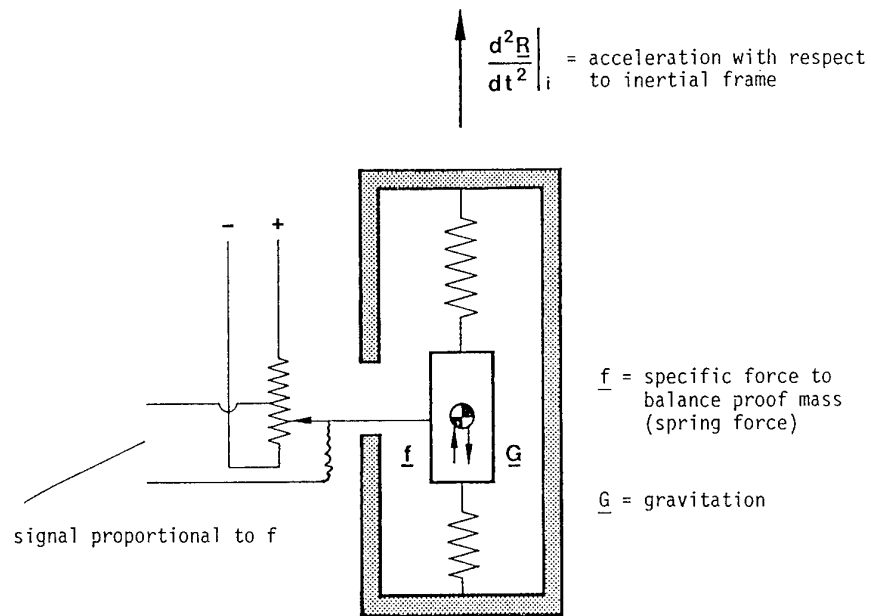 d²R
dt² | i = acceleration with respect
to inertial frame
- +
f = specific force to
balance proof mass
(spring force)
f G
G = gravitation
signal proportional to f